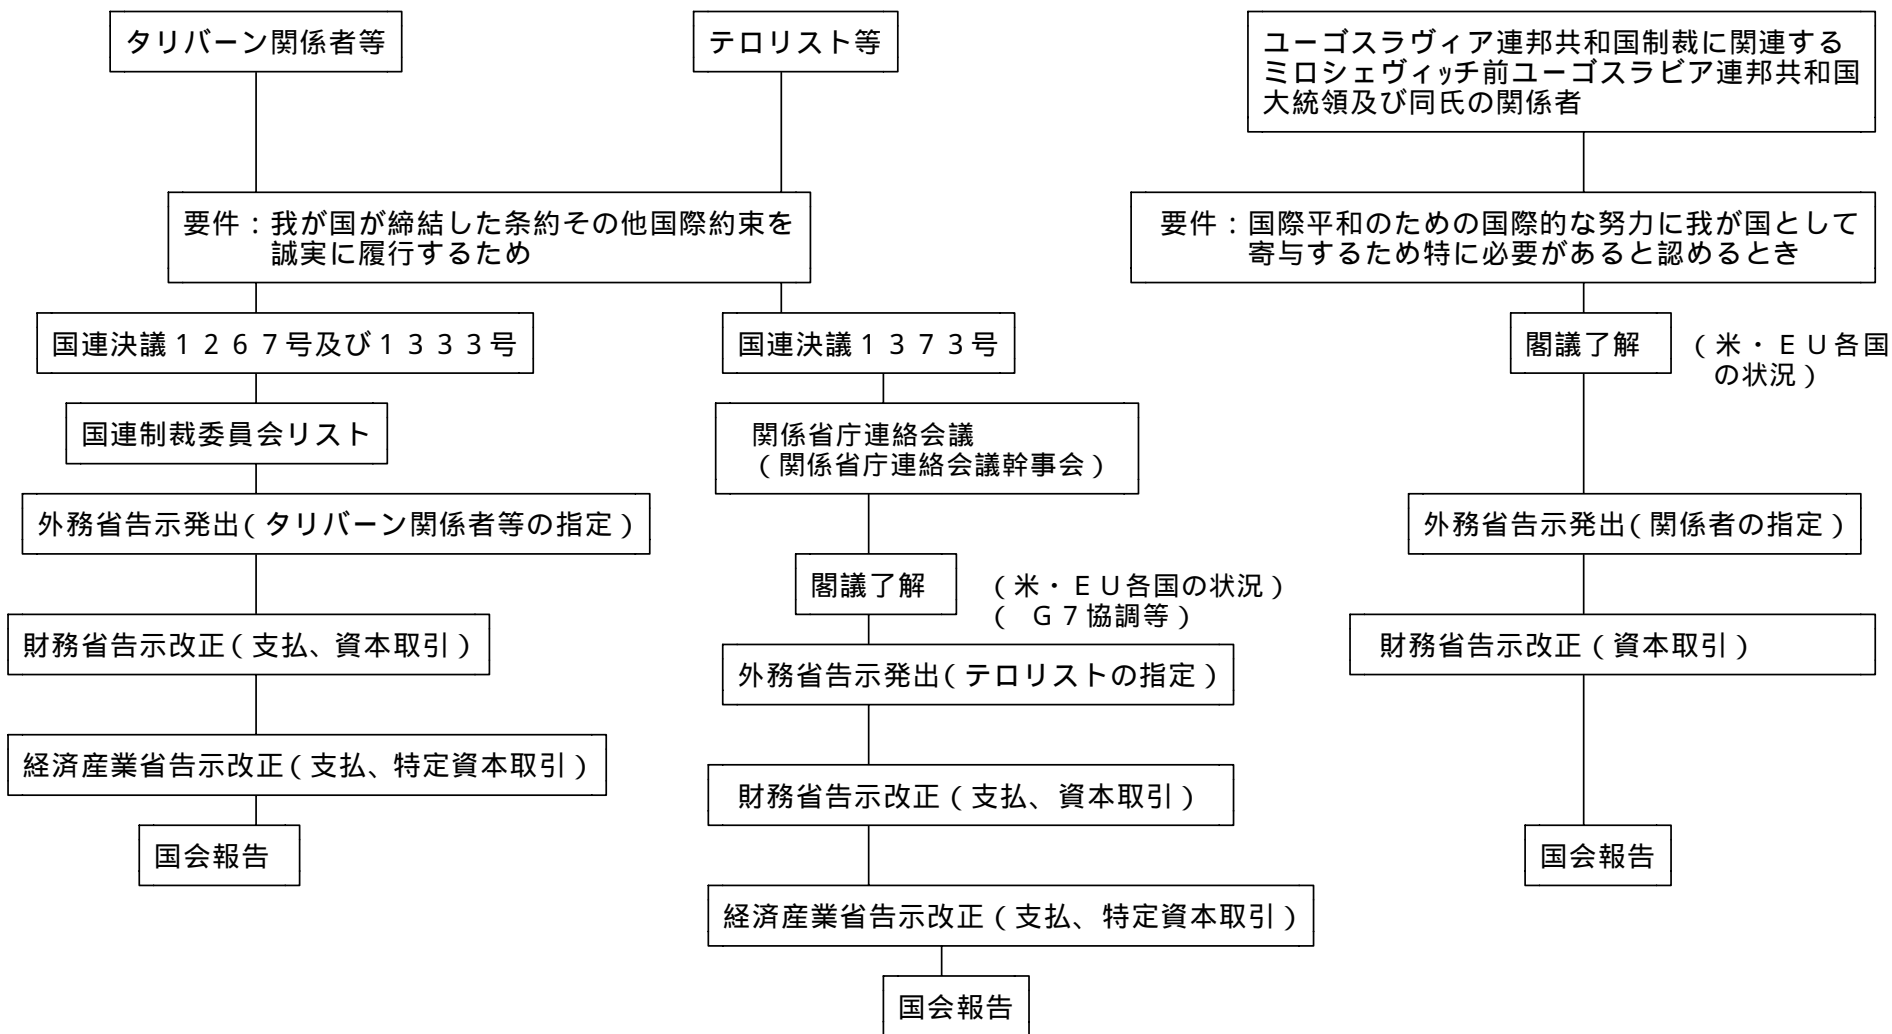 タリバーン関係者等
テロリスト等
ユーゴスラヴィア連邦共和国制裁に関連する
ミロシェヴィッチ前ユーゴスラビア連邦共和国
大統領及び同氏の関係者
要件：我が国が締結した条約その他国際約束を
誠実に履行するため
要件：国際平和のための国際的な努力に我が国として
寄与するため特に必要があると認めるとき
国連決議１２６７号及び１３３３号
国連決議１３７３号
閣議了解
（米・ＥＵ各国
の状況）
国連制裁委員会リスト
関係省庁連絡会議
（関係省庁連絡会議幹事会）
外務省告示発出（タリバーン関係者等の指定）
外務省告示発出（関係者の指定）
閣議了解
（米・ＥＵ各国の状況）
（　Ｇ７協調等）
財務省告示改正（支払、資本取引）
外務省告示発出（テロリストの指定）
財務省告示改正（資本取引）
経済産業省告示改正（支払、特定資本取引）
財務省告示改正（支払、資本取引）
国会報告
国会報告
経済産業省告示改正（支払、特定資本取引）
国会報告